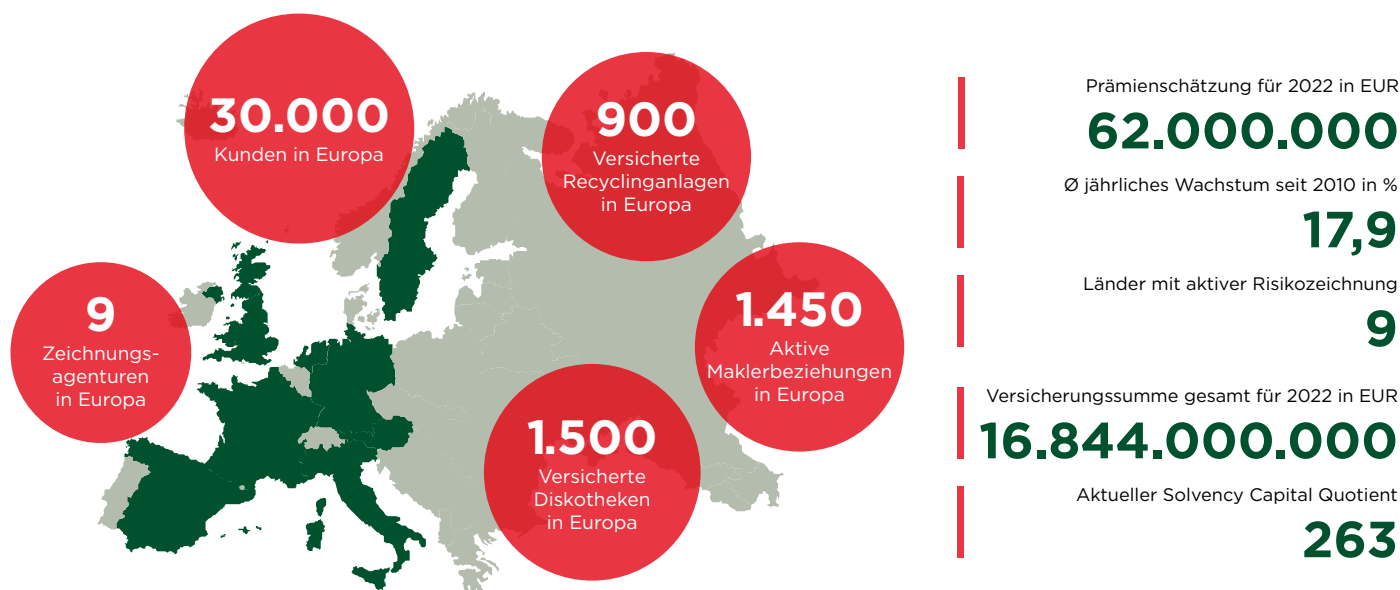 30.000
Kunden in Europa
900
Versicherte
Recyclinganlagen
in Europa
9
Zeichnungs-
agenturen
in Europa
1.450
Aktive
Maklerbeziehungen
in Europa
1.500
Versicherte
Diskotheken
in Europa
Prämienschätzung für 2022 in EUR
62.000.000
Ø jährliches Wachstum seit 2010 in %
17,9
Länder mit aktiver Risikozeichnung
9
Versicherungssumme gesamt für 2022 in EUR
16.844.000.000
Aktueller Solvency Capital Quotient
263